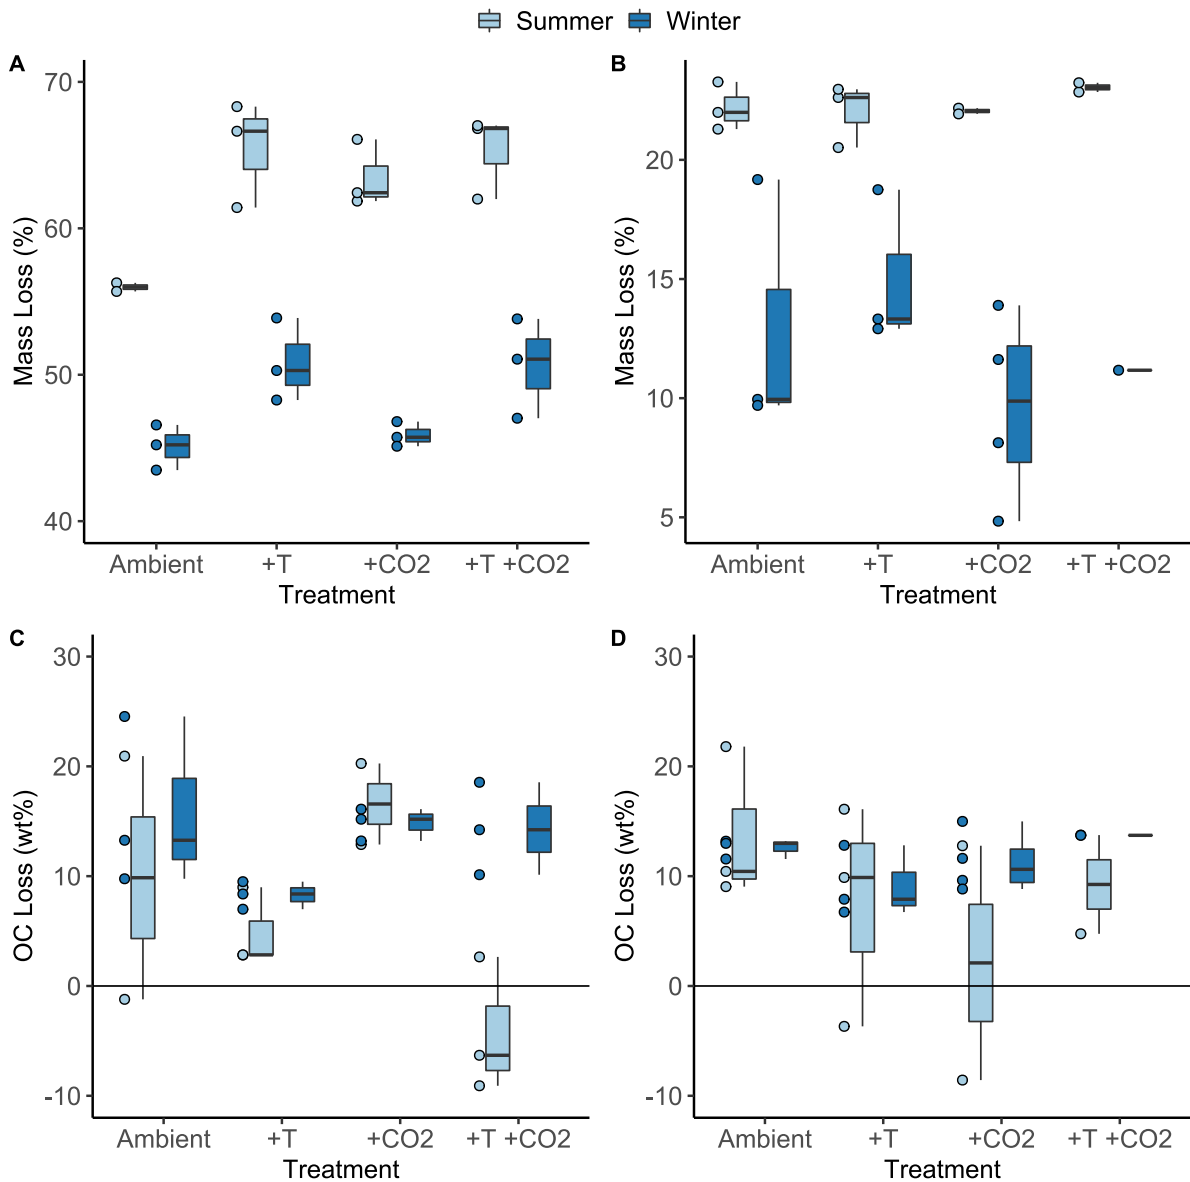 Summer Winter
A
B
70
60
50
40
Mass Loss (%)
Ambient +T +CO2 +T +CO2
Treatment
20
15
10
5
Mass Loss (%)
Ambient +T +CO2 +T +CO2
Treatment
C
D
30
20
10
0
-10
OC Loss (wt%)
Ambient +T +CO2 +T +CO2
Treatment
30
20
10
0
-10
OC Loss (wt%)
Ambient +T +CO2 +T +CO2
Treatment